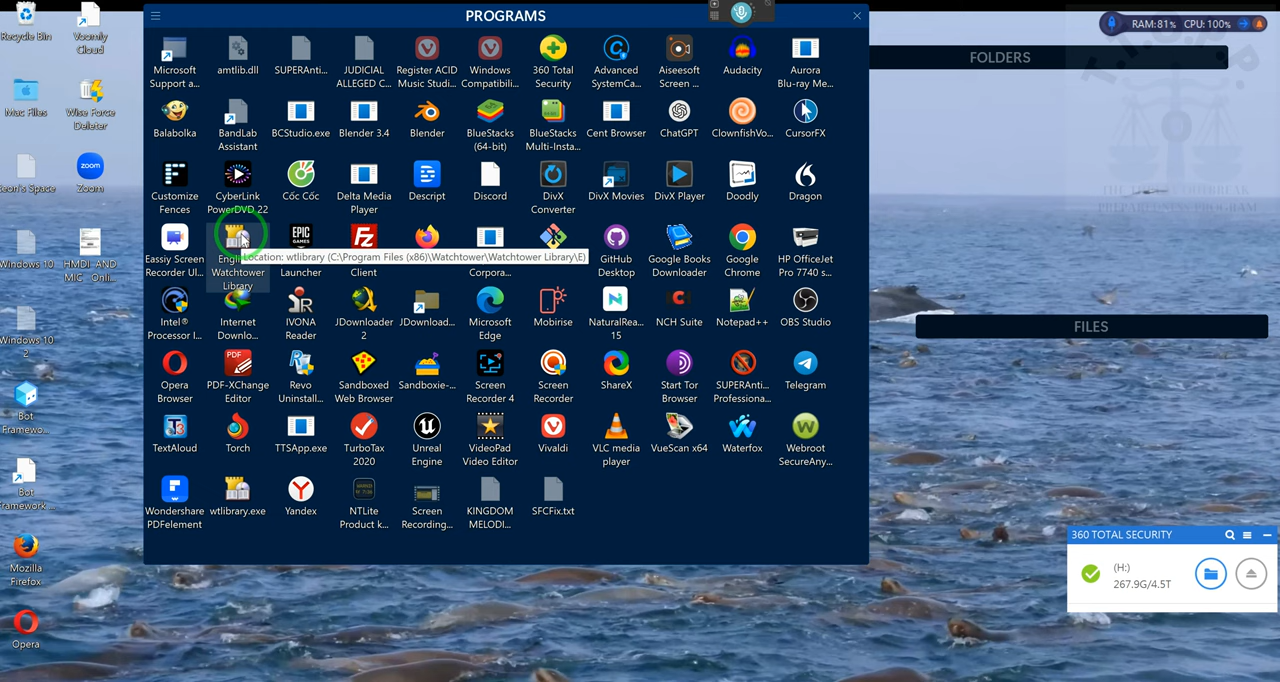 PROGRAMS
RAM:81% CPU: 100%
FOLDERS
FILES
Recycle Bin
Voomly
Cloud
Mac Files
Wise Force
Deleter
eon's Space
Zoom
zoom
Windows 10
HMDI_AND
MIC_ Onli...
Windows 10
2
Bot
Framewo...
Bot
Framework ...
Mozilla
Firefox
Opera
Microsoft
Support a...
amtlib.dll
SUPERAnti...
JUDICIAL
ALLEGED C...
Register ACID
Music Studi...
Windows
Compatibili...
360 Total
Security
Advanced
SystemCa...
Aiseesoft
Screen ...
Audacity
Aurora
Blu-ray Me...
Balabolka
BandLab
Assistant
BCStudio.exe
Blender 3.4
Blender
BlueStacks
(64-bit)
BlueStacks
Multi-Insta...
Cent Browser
ChatGPT
ClownfishVo...
CursorFX
Customize
Fences
CyberLink
PowerDVD 22
Cốc Cốc
Delta Media
Player
Descript
Discord
DivX
Converter
DivX Movies
DivX Player
Doodly
Dragon
Eassiy Screen
Recorder Ul...
Watchtower
Library
EPIC
GAMES
Launcher
Client
Corpora...
GitHub
Desktop
Google Books
Downloader
Google
Chrome
HP OfficeJet
Pro 7740 s...
Location: wtlibrary (C:\Program Files (x86)\Watchtower\Watchtower Library\E)
Intel®
Processor I...
Internet
Downlo...
IVONA
Reader
JDownloader
2
JDownload...
Microsoft
Edge
Mobirise
NaturalRea...
15
NCH Suite
Notepad++
OBS Studio
Opera
Browser
PDF
PDF-XChange
Editor
Revo
Uninstall...
Sandboxed
Web Browser
Sandboxie-...
Screen
Recorder 4
Screen
Recorder
ShareX
Start Tor
Browser
SUPERAnti...
Professiona...
Telegram
TextAloud
Torch
TTSApp.exe
TurboTax
2020
Unreal
Engine
VideoPad
Video Editor
Vivaldi
VLC media
player
VueScan x64
Waterfox
Webroot
SecureAny...
Wondershare
PDFelement
wtlibrary.exe
Yandex
NTLite
Product k...
Screen
Recording...
KINGDOM
MELODI...
SFCFix.txt
360 TOTAL SECURITY
(H:)
267.9G/4.5T